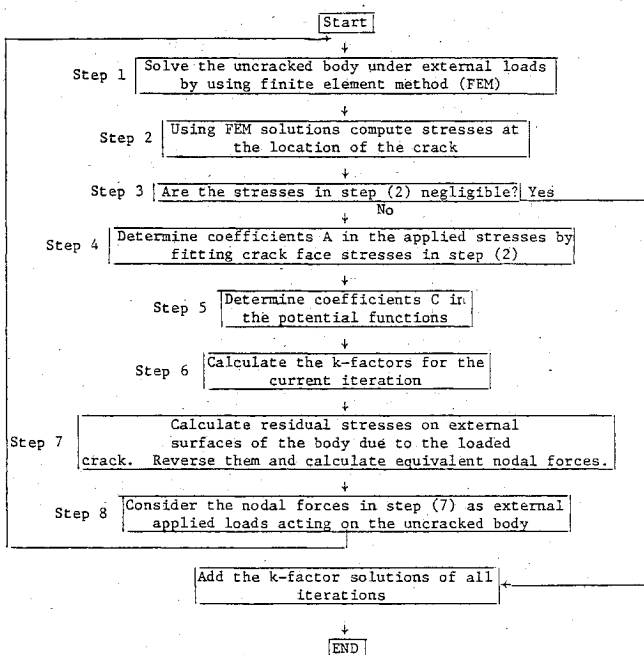 Start
Step 1 Solve the uncracked body under external loads
by using finite element method (FEM)
Step 2 Using FEM solutions compute stresses at
the location of the crack
Step 3 Are the stresses in step (2) negligible? Yes
No
Step 4 Determine coefficients A in the applied stresses by
fitting crack face stresses in step (2)
Step 5 Determine coefficients C in
the potential functions
Step 6 Calculate the k-factors for the
current iteration
Calculate residual stresses on external
Step 7 surfaces of the body due to the loaded
crack. Reverse them and calculate equivalent nodal forces.
Step 8 Consider the nodal forces in step (7) as external
applied loads acting on the uncracked body
Add the k-factor solutions of all
iterations
END